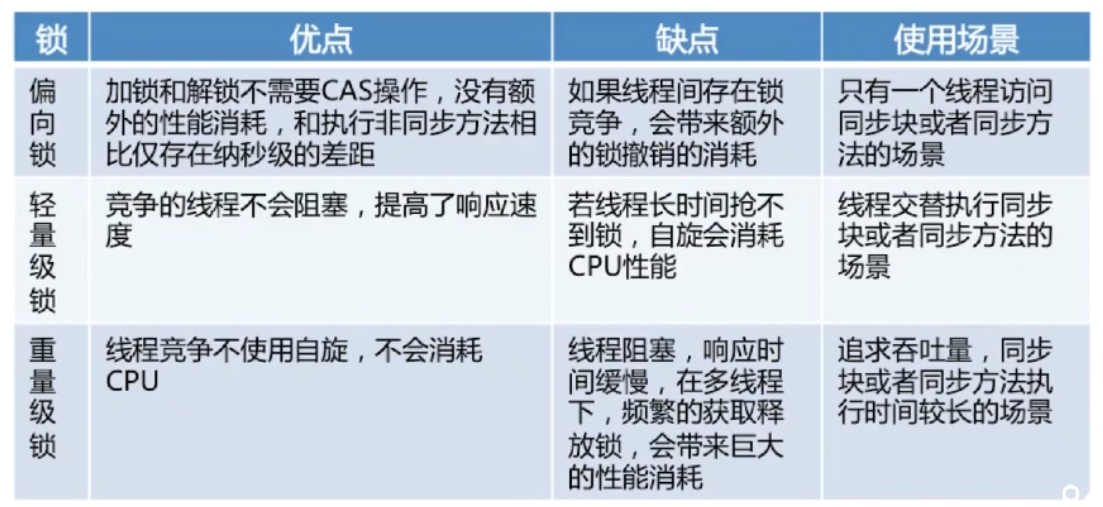 锁 优点 缺点 使用场景
偏向锁
加锁和解锁不需要CAS操作，没有额
外的性能消耗，和执行非同步方法相
比仅存在纳秒级的差距
如果线程间存在锁
竞争，会带来额外
的锁撤销的消耗
只有一个线程访问
同步块或者同步方
法的场景
轻量级锁
竞争的线程不会阻塞，提高了响应速
度
若线程长时间抢不
到锁，自旋会消耗
CPU性能
线程交替执行同步
块或者同步方法的
场景
重量级锁
线程竞争不使用自旋，不会消耗
CPU
线程阻塞，响应时
间缓慢，在多线程
下，频繁的获取释
放锁，会带来巨大
的性能消耗
追求吞吐量，同步
块或者同步方法执
行时间较长的场景